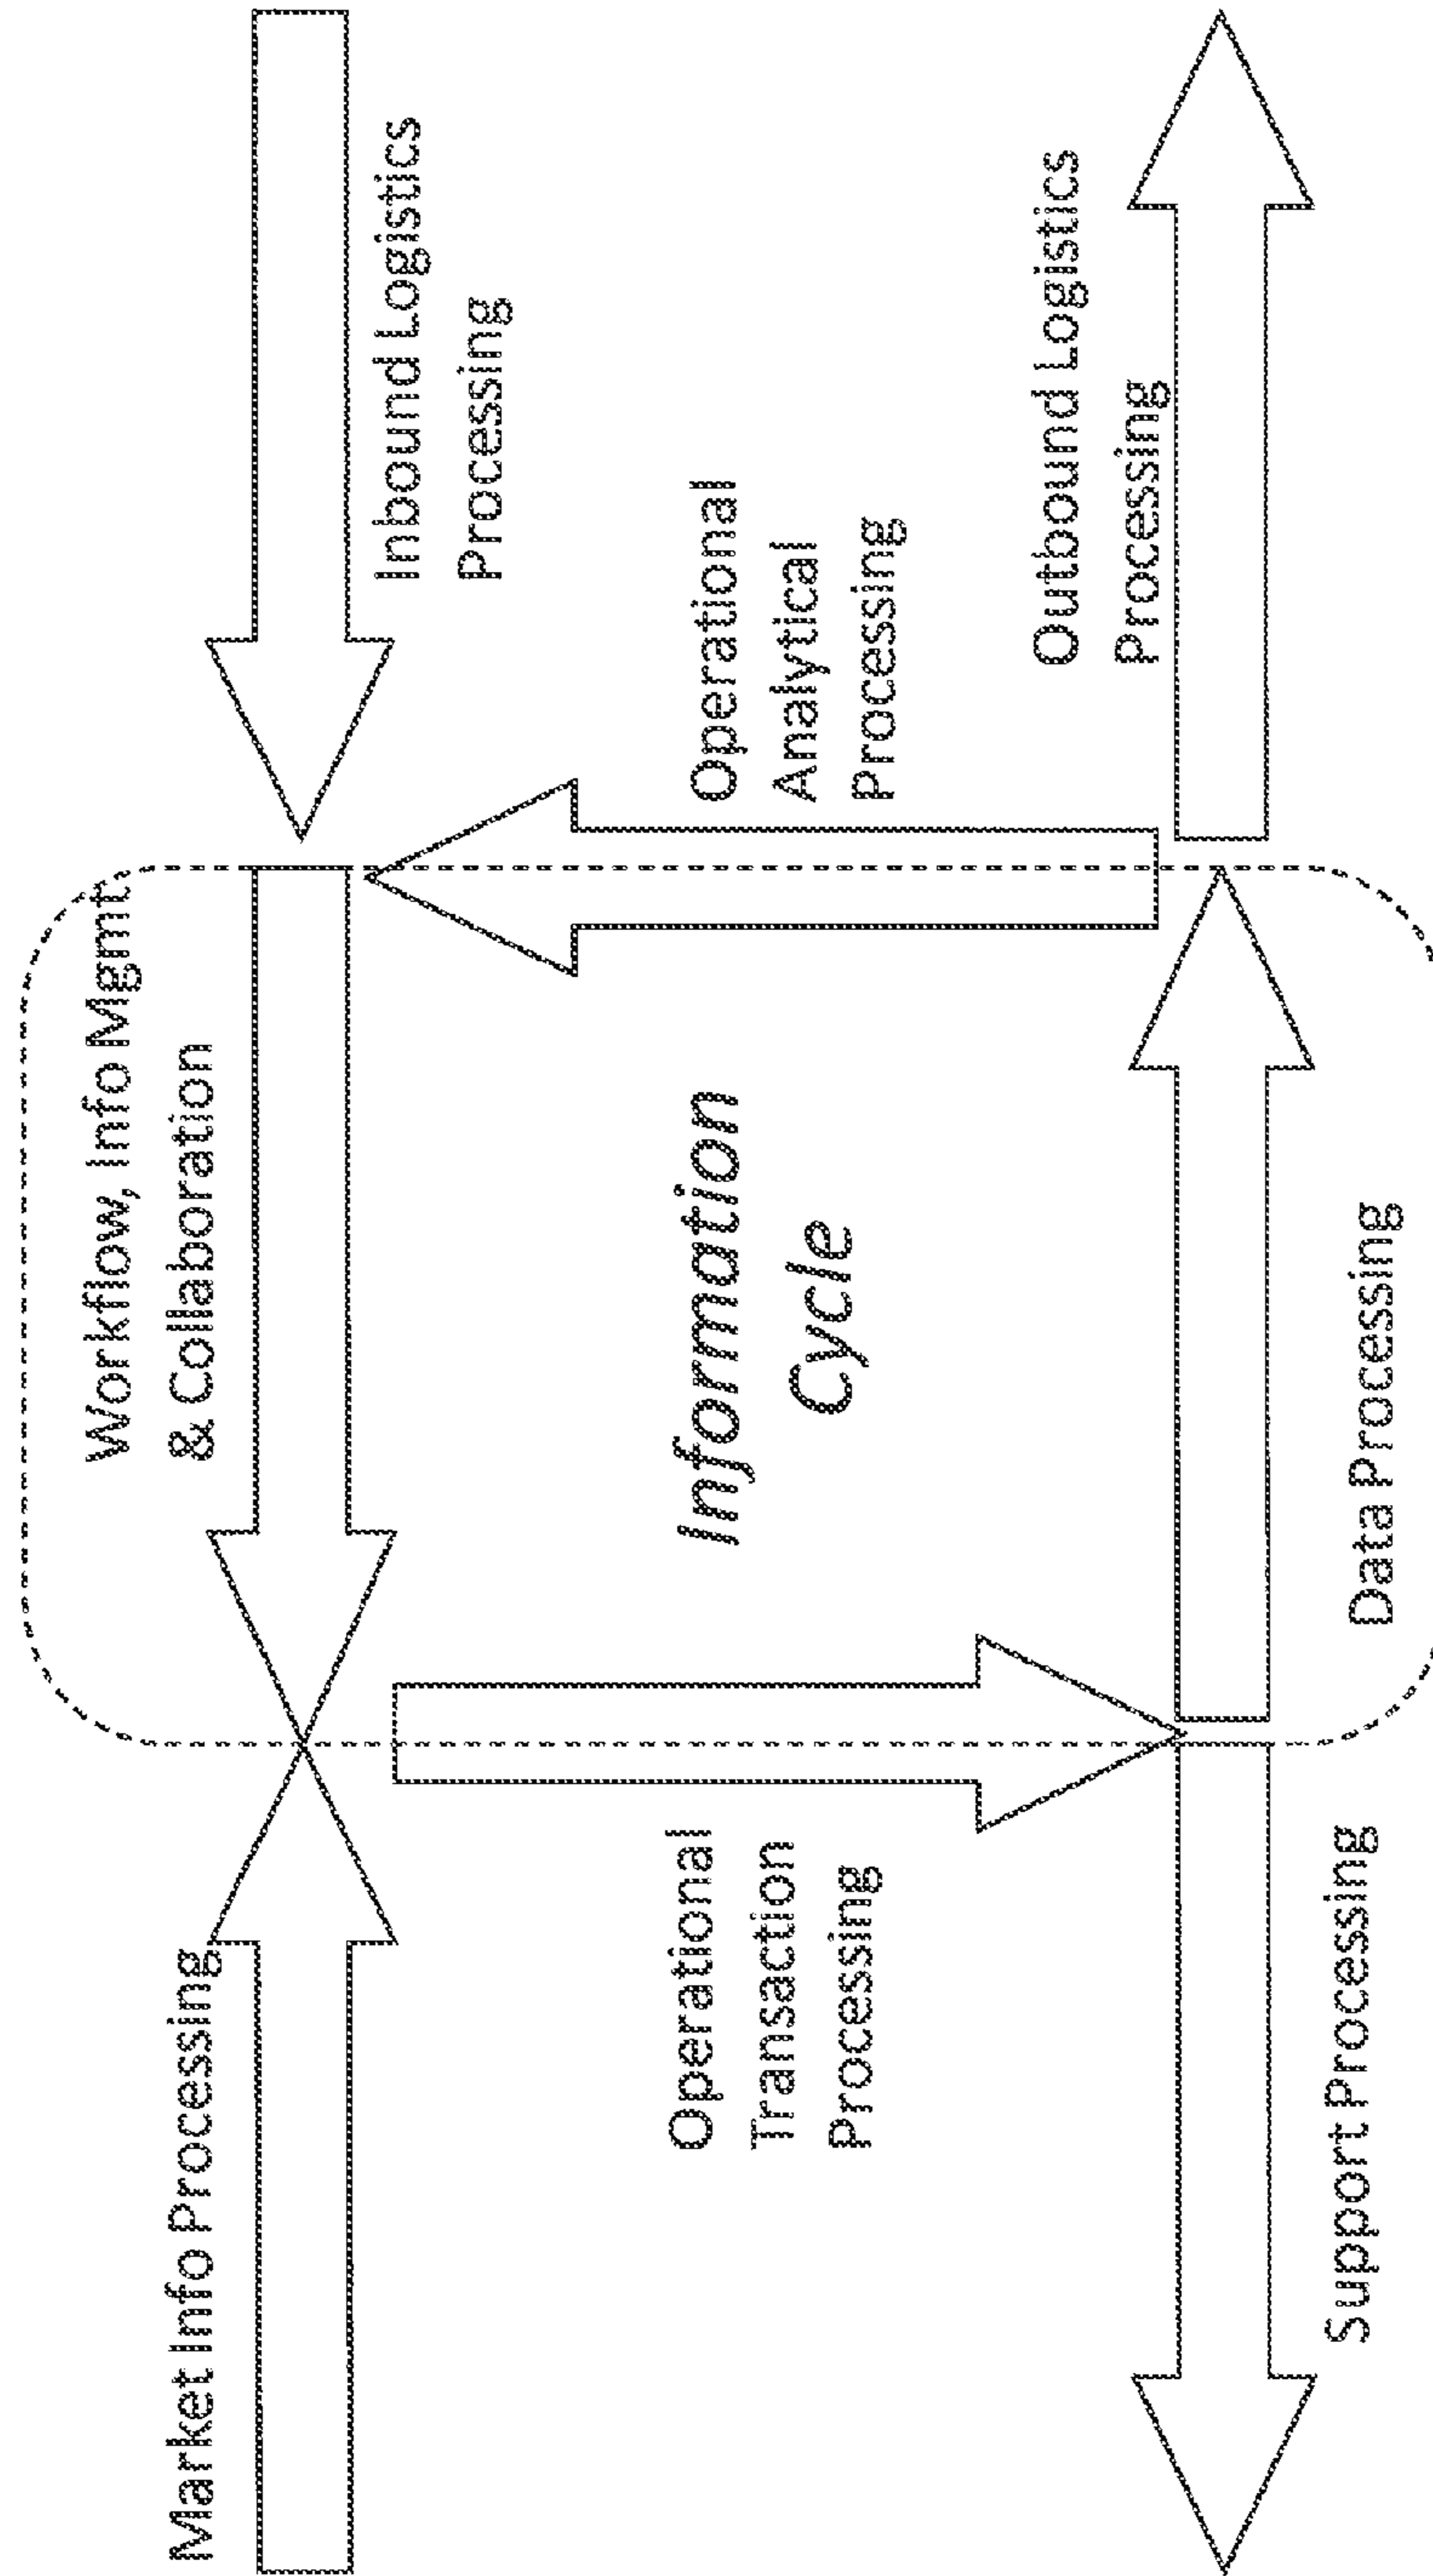 Market Info Processing
Workflow, Info Mgmt.
& Collaboration
Inbound Logistics
Processing
Operational
Transaction
Processing
Information
Cycle
Operational
Analytical
Processing
Outbound Logistics
Processing
Support Processing
Data Processing